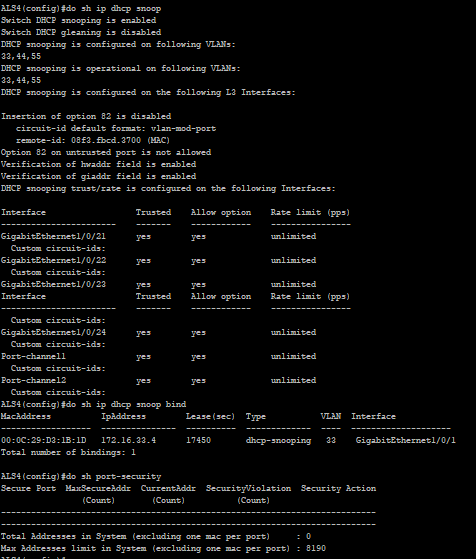 ALS4(config)#do sh ip dhcp snoop
Switch DHCP snooping is enabled
Switch DHCP gleaning is disabled
DHCP snooping is configured on following VLANs:
33,44,55
DHCP snooping is operational on following VLANs:
33,44,55
DHCP snooping is configured on the following L3 Interfaces:

Insertion of option 82 is disabled
   circuit-id default format: vlan-mod-port
   remote-id: 08f3.fbcd.3700 (MAC)
Option 82 on untrusted port is not allowed
Verification of hwaddr field is enabled
Verification of giaddr field is enabled
DHCP snooping trust/rate is configured on the following Interfaces:

Interface                  Trusted    Allow option    Rate limit (pps)
-----------------------    -------    ------------    ----------------
GigabitEthernet1/0/21      yes        yes             unlimited
  Custom circuit-ids:
GigabitEthernet1/0/22      yes        yes             unlimited
  Custom circuit-ids:
GigabitEthernet1/0/23      yes        yes             unlimited
Interface                  Trusted    Allow option    Rate limit (pps)
-----------------------    -------    ------------    ----------------
  Custom circuit-ids:
GigabitEthernet1/0/24      yes        yes             unlimited
  Custom circuit-ids:
Port-channel1              yes        yes             unlimited
  Custom circuit-ids:
Port-channel2              yes        yes             unlimited
  Custom circuit-ids:
ALS4(config)#do sh ip dhcp snoop bind
MacAddress          IpAddress        Lease(sec)  Type           VLAN  Interface
------------------  ---------------  ----------  -------------  ----  --------------------
00:0C:29:D3:1B:1D   172.16.33.4      17450       dhcp-snooping   33    GigabitEthernet1/0/1
Total number of bindings: 1

ALS4(config)#do sh port-security
Secure Port  MaxSecureAddr  CurrentAddr  SecurityViolation  Security Action
                (Count)       (Count)          (Count)
---------------------------------------------------------------------------
---------------------------------------------------------------------------
Total Addresses in System (excluding one mac per port)     : 0
Max Addresses limit in System (excluding one mac per port) : 8190